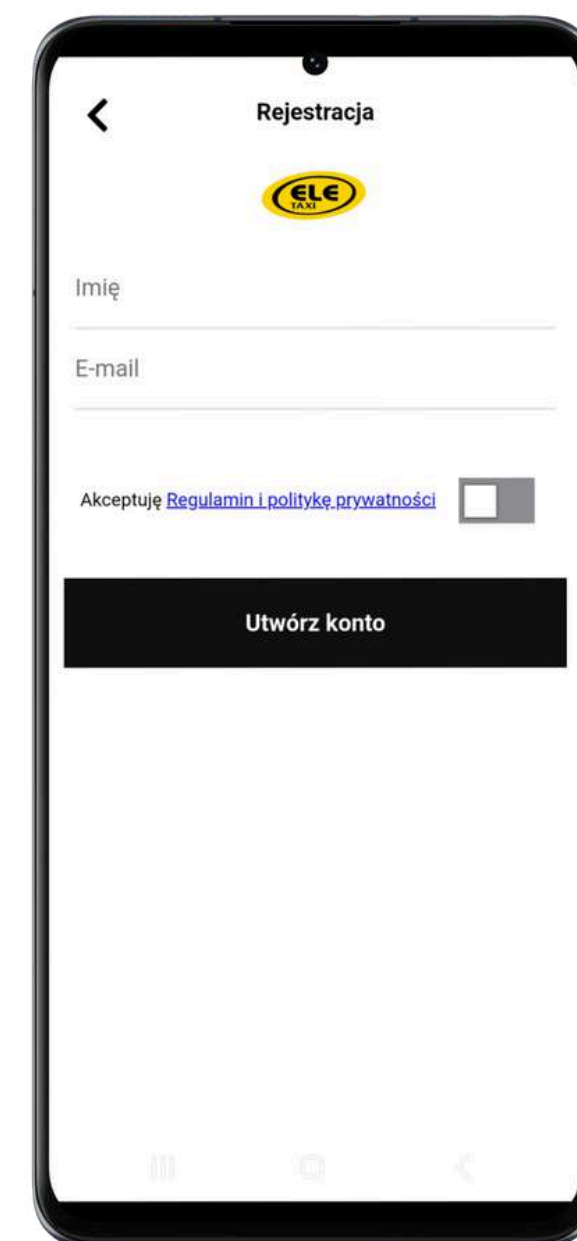 Rejestracja
ELE
TAXI
Imię
E-mail
Akceptuję Regulamin i politykę prywatności
Utwórz konto